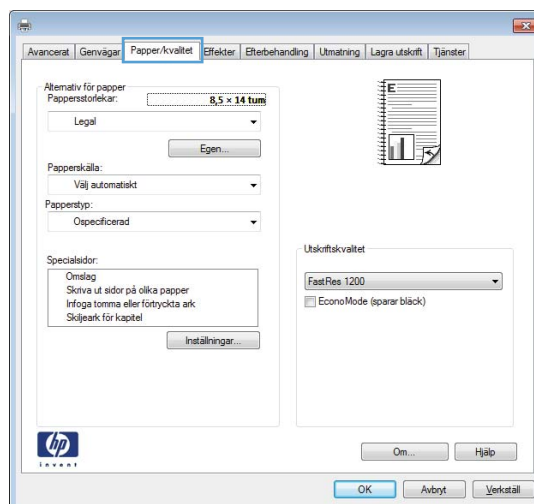 Avancerat Genvägar Papper/kvalitet Effekter Efterbehandling Utmatning Lagra utskrift Tjänster
Alternativ för papper
Pappersstorlekar: 8,5 × 14 tum
Legal
Egen...
Papperskälla:
Välj automatiskt
Papperstyp:
Ospecificerad
Specialsidor:
Omslag
Skriva ut sidor på olika papper
Infoga tomma eller förtryckta ark
Skiljeark för kapitel
Inställningar...
E
Utskriftskvalitet
FastRes 1200
EconoMode (sparar bläck)
hp
invent
Om... Hjälp
OK Avbryt Verkställ